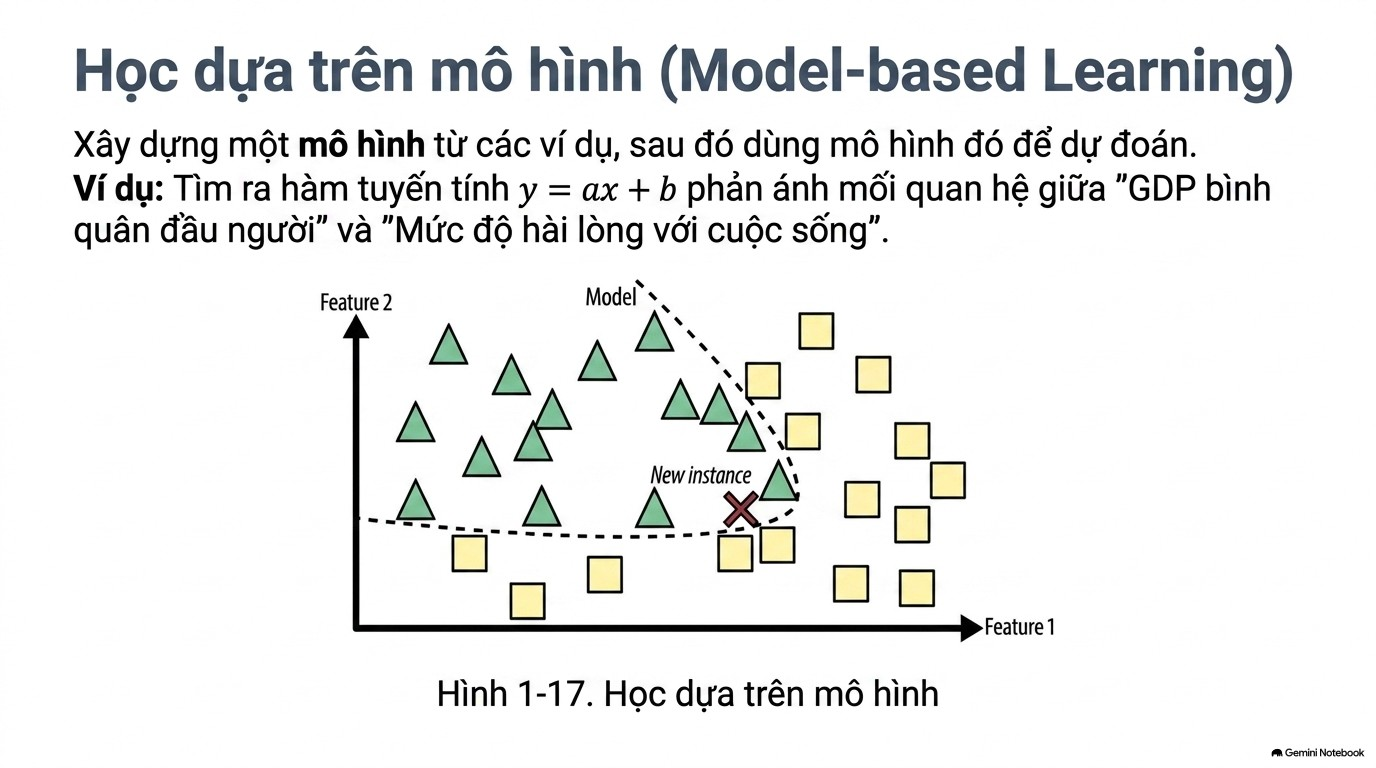 Học dựa trên mô hình (Model-based Learning)
Xây dựng một mô hình từ các ví dụ, sau đó dùng mô hình đó để dự đoán.
Ví dụ: Tìm ra hàm tuyến tính y = ax + b phản ánh mối quan hệ giữa ”GDP bình
quân đầu người” và ”Mức độ hài lòng với cuộc sống”.
Feature 2
Model
New instance
Feature 1
Hình 1-17. Học dựa trên mô hình
Gemini Notebook